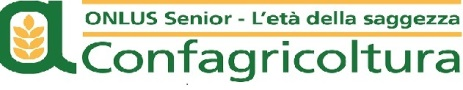 ONLUS Senior - L'età della saggezza
a Confagricoltura